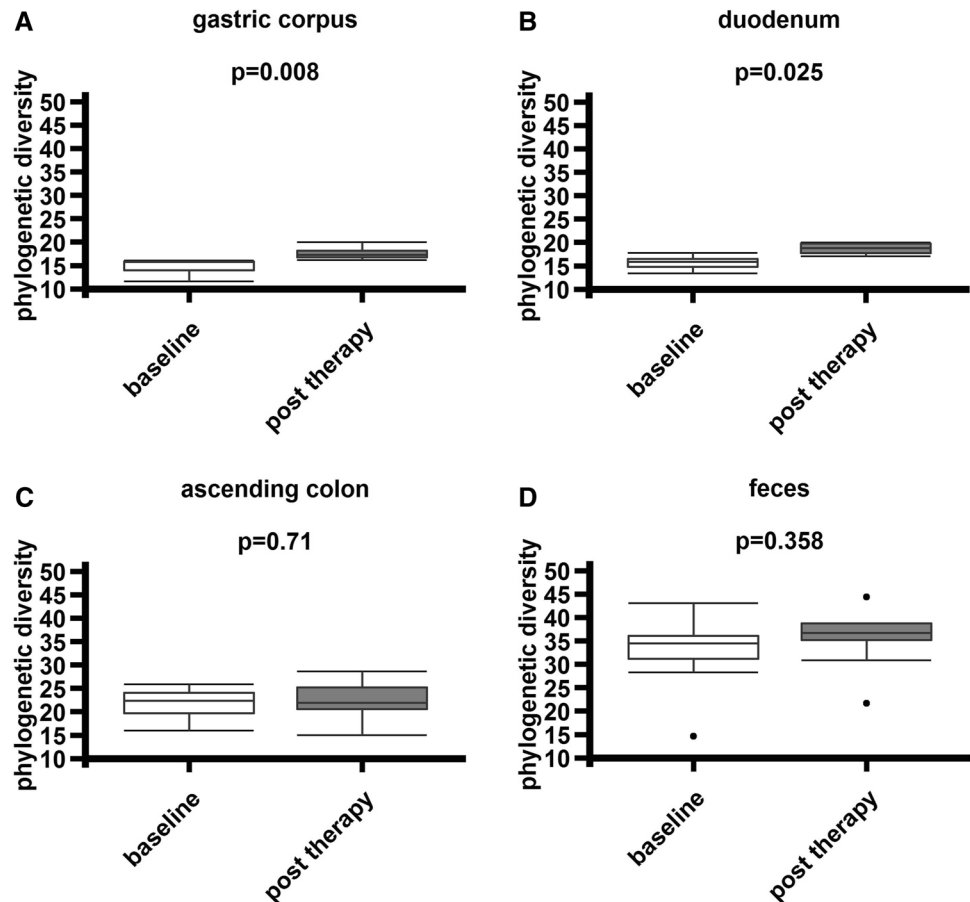 A
gastric corpus
p=0.008
phylogenetic diversity
50
45
40
35
30
25
20
15
10
baseline
post therapy
B
duodenum
p=0.025
phylogenetic diversity
50
45
40
35
30
25
20
15
10
baseline
post therapy
C
ascending colon
p=0.71
phylogenetic diversity
50
45
40
35
30
25
20
15
10
baseline
post therapy
D
feces
p=0.358
phylogenetic diversity
50
45
40
35
30
25
20
15
10
baseline
post therapy